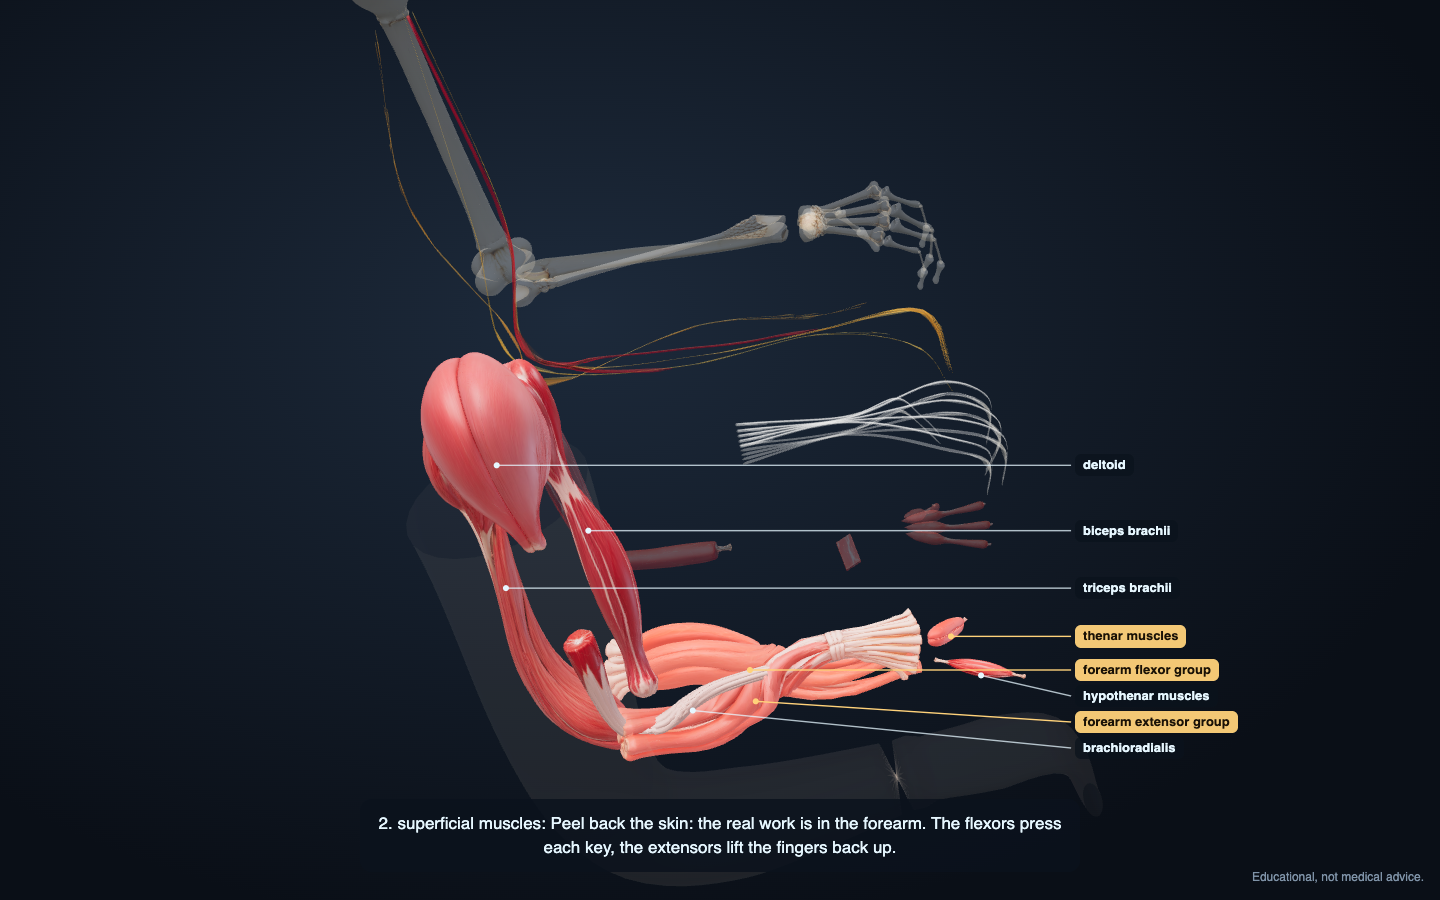 deltoid
biceps brachii
triceps brachii
thenar muscles
forearm flexor group
hypothenar muscles
forearm extensor group
brachioradialis
2. superficial muscles: Peel back the skin: the real work is in the forearm. The flexors press
each key, the extensors lift the fingers back up.
Educational, not medical advice.